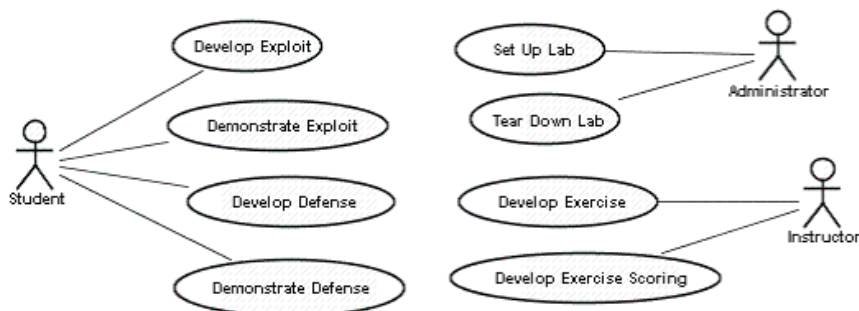 Develop Exploit
Demonstrate Exploit
Develop Defense
Demonstrate Defense
Student
Set Up Lab
Tear Down Lab
Administrator
Develop Exercise
Develop Exercise Scoring
Instructor